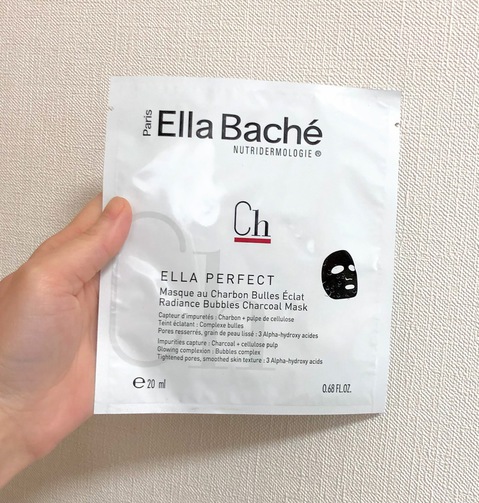 Paris
Ella Baché
NUTRIDERMOLOGIE ®
Ch
ELLA PERFECT
Masque au Charbon Bulles Éclat
Radiance Bubbles Charcoal Mask
Capteur d'impuretés : Charbon + pulpe de cellulose
Teint éclatant : Complexe bulles
Pores resserrés, grain de peau lissé : 3 Alpha-hydroxy acides
Impurities capture : Charcoal + cellulose pulp
Glowing complexion : Bubbles complex
Tightened pores, smoothed skin texture : 3 Alpha-hydroxy acids
℮ 20 ml 0.68 FL.OZ.